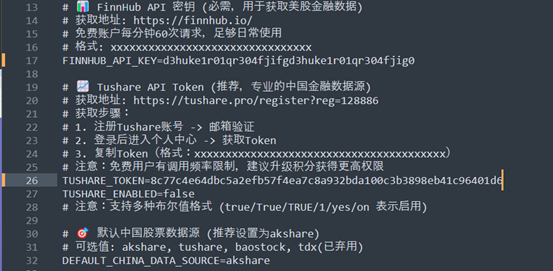 13 # 📊 FinnHub API 密钥 (必需，用于获取美股金融数据)
14 # 获取地址: https://finnhub.io/
15 # 免费账户每分钟60次请求，足够日常使用
16 # 格式: xxxxxxxxxxxxxxxxxxxxxxxxxxxxxxxx
17 FINNHUB_API_KEY=d3huke1r01qr304fjifgd3huke1r01qr304fjig0
18
19 # 📈 Tushare API Token (推荐，专业的中国金融数据源)
20 # 获取地址: https://tushare.pro/register?reg=128886
21 # 获取步骤：
22 # 1. 注册Tushare账号 -> 邮箱验证
23 # 2. 登录后进入个人中心 -> 获取Token
24 # 3. 复制Token（格式：xxxxxxxxxxxxxxxxxxxxxxxxxxxxxxxxxxxxxxxx）
25 # 注意：免费用户有调用频率限制，建议升级积分获得更高权限
26 TUSHARE_TOKEN=8c77c4e64dbc5a2efb57f4ea7c8a932bda100c3b3898eb41c96401d6
27 TUSHARE_ENABLED=false
28 # 注意：支持多种布尔值格式 (true/True/TRUE/1/yes/on 表示启用)
29
30 # 🎯 默认中国股票数据源 (推荐设置为akshare)
31 # 可选值: akshare, tushare, baostock, tdx(已弃用)
32 DEFAULT_CHINA_DATA_SOURCE=akshare